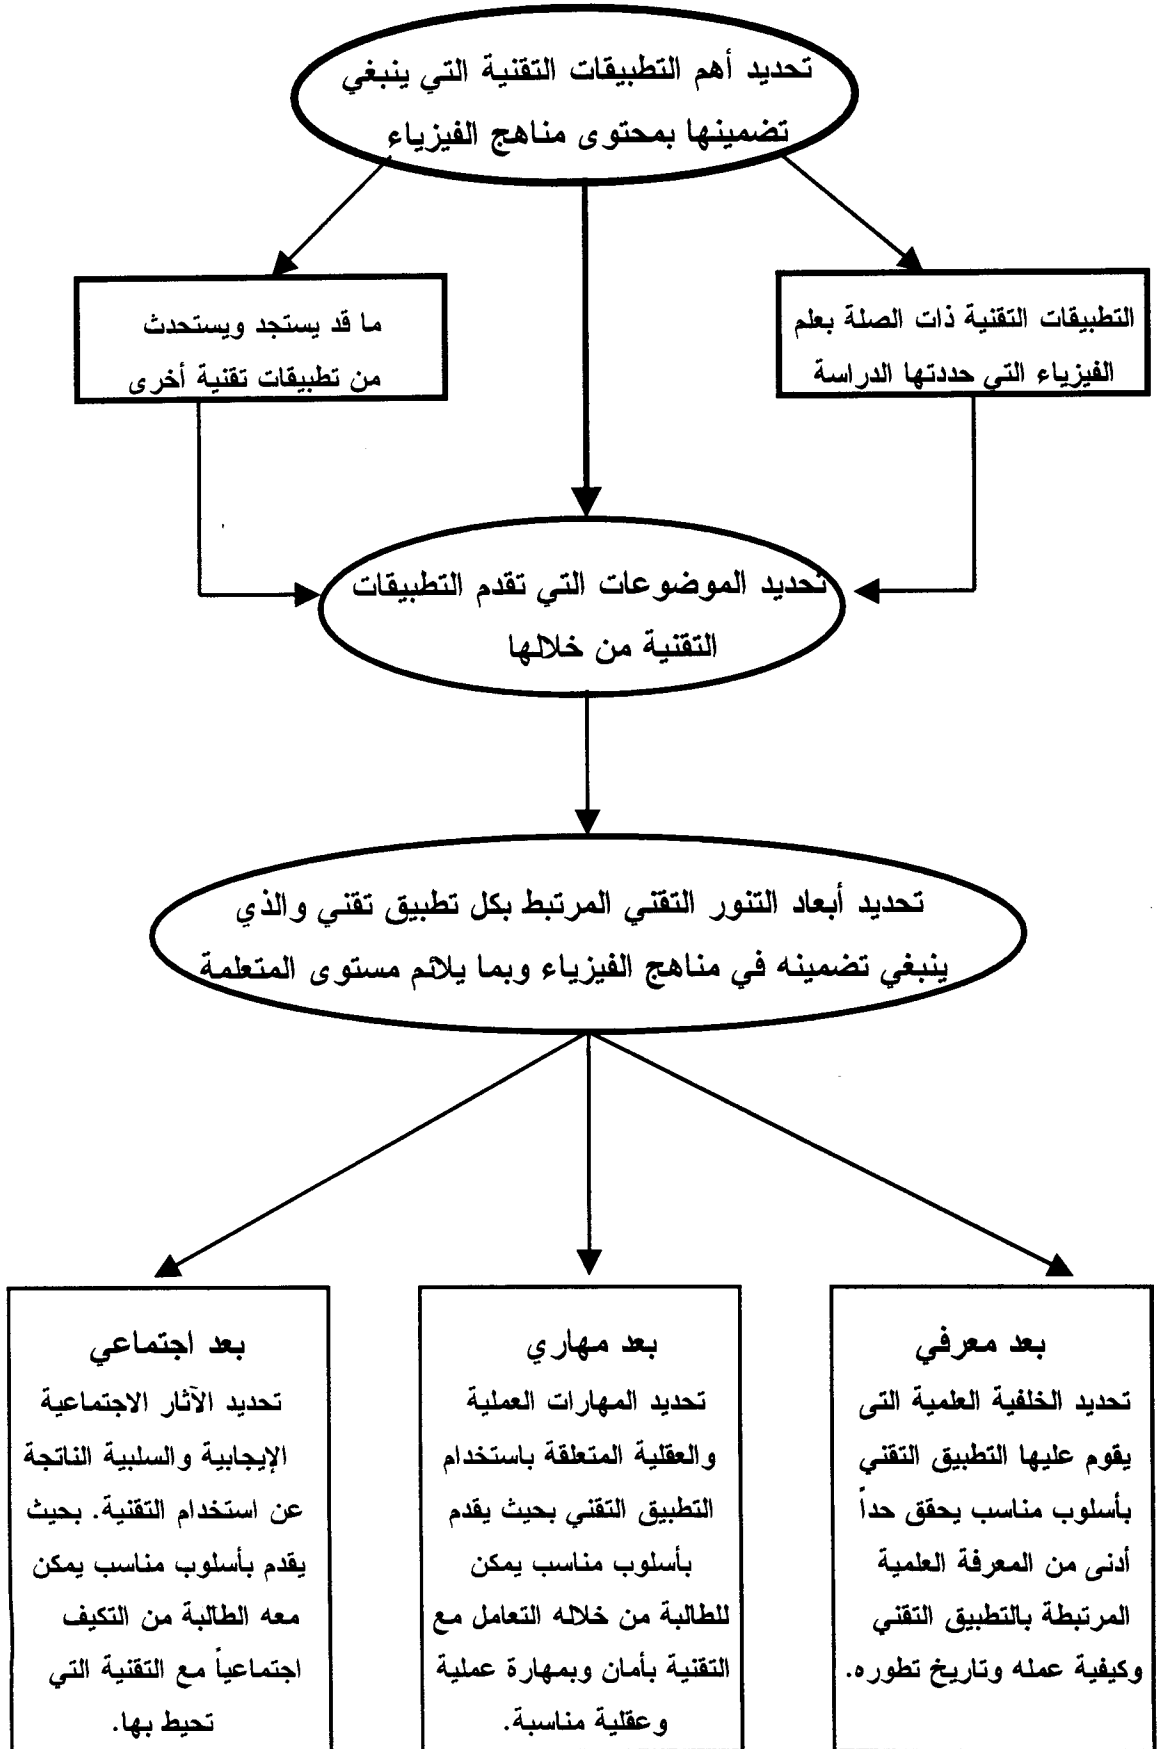 تحديد أهم التطبيقات التقنية التي ينبغي
تضمينها بمحتوى مناهج الفيزياء
التطبيقات التقنية ذات الصلة بعلم
الفيزياء التي حددتها الدراسة
ما قد يستجد ويستحدث
من تطبيقات تقنية أخرى
تحديد الموضوعات التي تقدم التطبيقات
التقنية من خلالها
تحديد أبعاد التنور التقني المرتبط بكل تطبيق تقني والذي
ينبغي تضمينه في مناهج الفيزياء وبما يلائم مستوى المتعلمة
بعد معرفي
تحديد الخلفية العلمية التى
يقوم عليها التطبيق التقني
بأسلوب مناسب يحقق حداً
أدنى من المعرفة العلمية
المرتبطة بالتطبيق التقني
وكيفية عمله وتاريخ تطوره.
بعد مهاري
تحديد المهارات العملية
والعقلية المتعلقة باستخدام
التطبيق التقني بحيث يقدم
بأسلوب مناسب يمكن
للطالبة من خلاله التعامل مع
التقنية بأمان وبمهارة عملية
وعقلية مناسبة.
بعد اجتماعي
تحديد الآثار الاجتماعية
الإيجابية والسلبية الناتجة
عن استخدام التقنية. بحيث
يقدم بأسلوب مناسب يمكن
معه الطالبة من التكيف
اجتماعياً مع التقنية التي
تحيط بها.